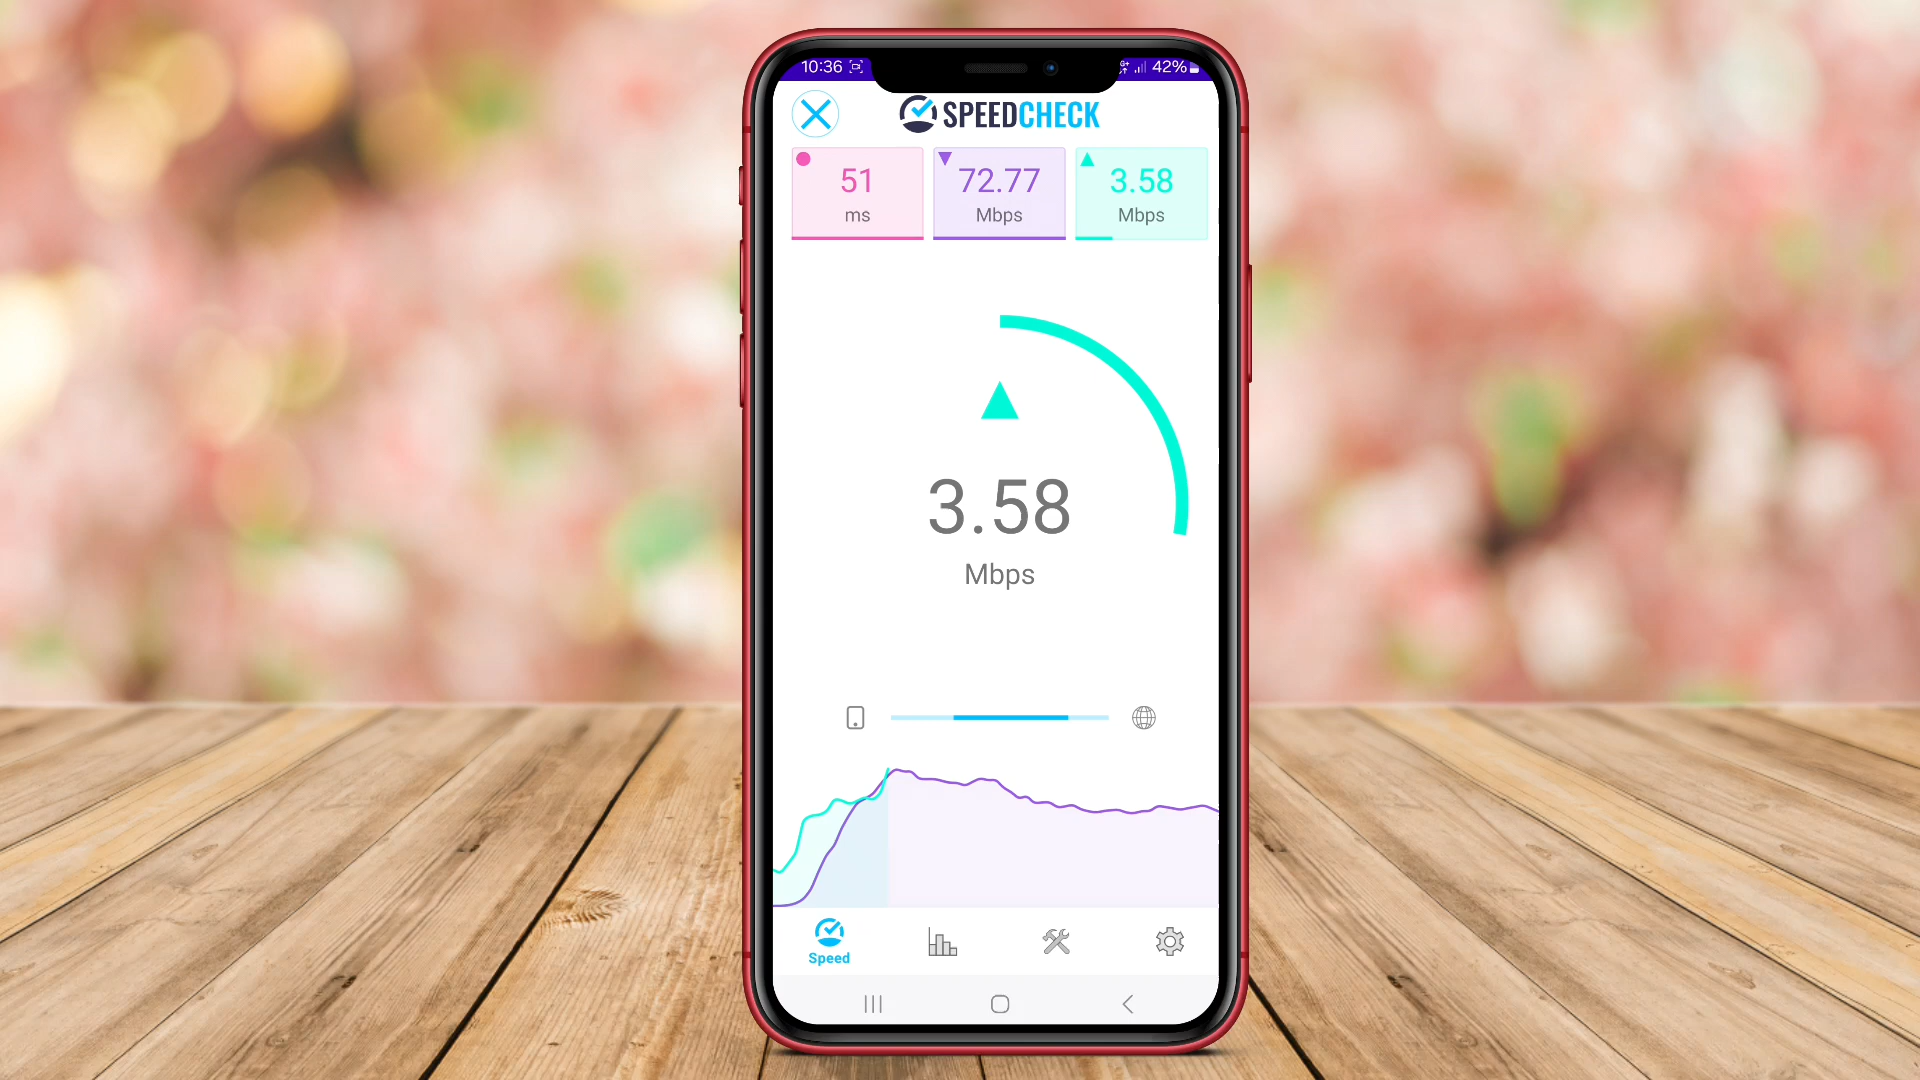 10:36
42%
SPEEDCHECK
51
ms
72.77
Mbps
3.58
Mbps
3.58
Mbps
Speed